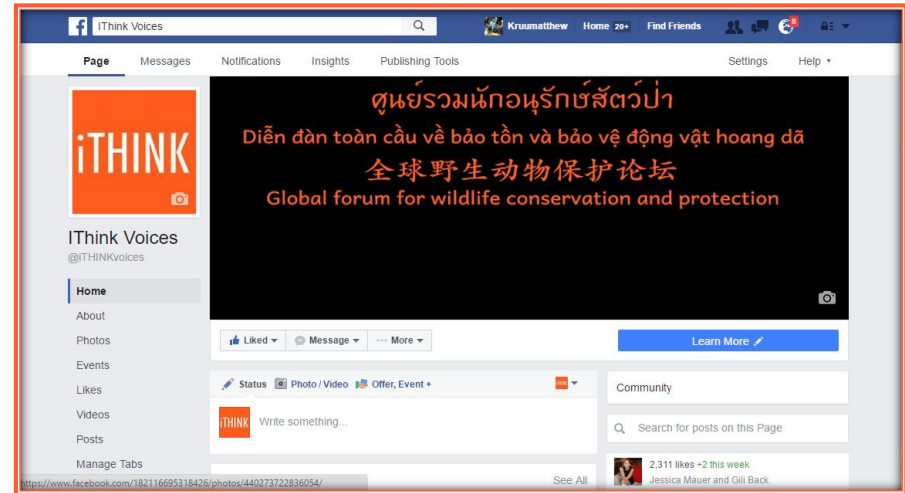 IThink Voices
Kruumatthew Home 20+ Find Friends 8
Page Messages Notifications Insights Publishing Tools Settings Help
iTHINK
ศูนย์รวมนักอนุรักษ์สัตว์ป่า
Diễn đàn toàn cầu về bảo tồn và bảo vệ động vật hoang dã
全球野生动物保护论坛
Global forum for wildlife conservation and protection
IThink Voices
@iTHINKvoices
Home
About
Photos
Events
Likes
Videos
Posts
Manage Tabs
Liked Message ··· More Learn More
Status Photo / Video Offer, Event +
iTHINK Write something...
See All
Community
Search for posts on this Page
2,311 likes +2 this week
Jessica Mauer and Gili Back
https://www.facebook.com/182116695318426/photos/440273722836054/